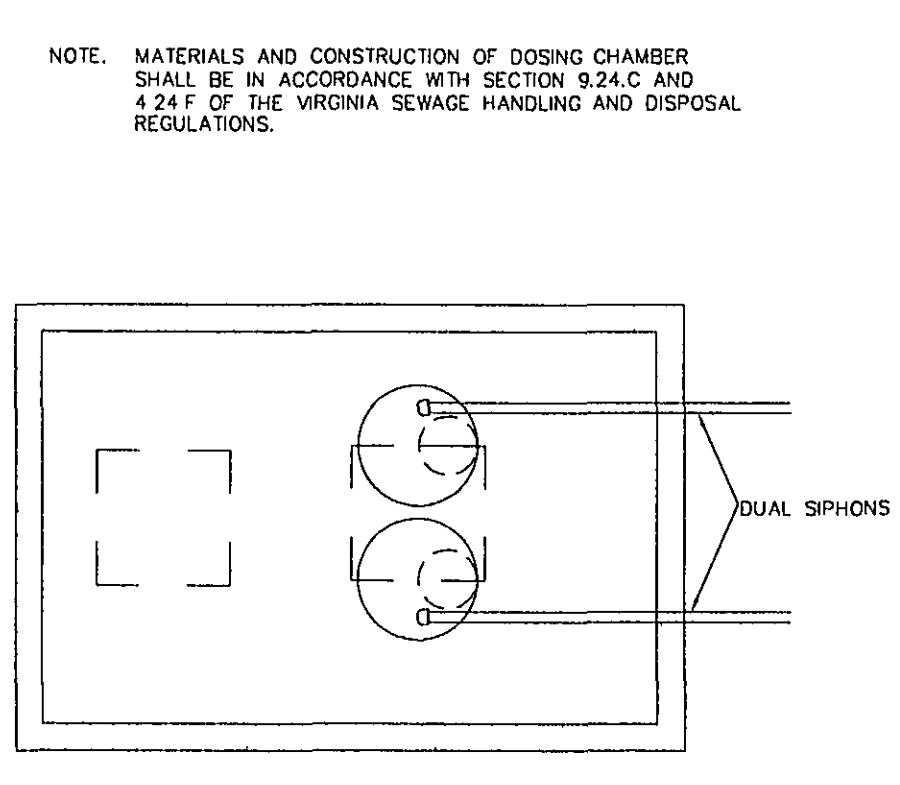 NOTE. MATERIALS AND CONSTRUCTION OF DOSING CHAMBER
SHALL BE IN ACCORDANCE WITH SECTION 9.24.C AND
4 24 F OF THE VIRGINIA SEWAGE HANDLING AND DISPOSAL
REGULATIONS.
DUAL SIPHONS